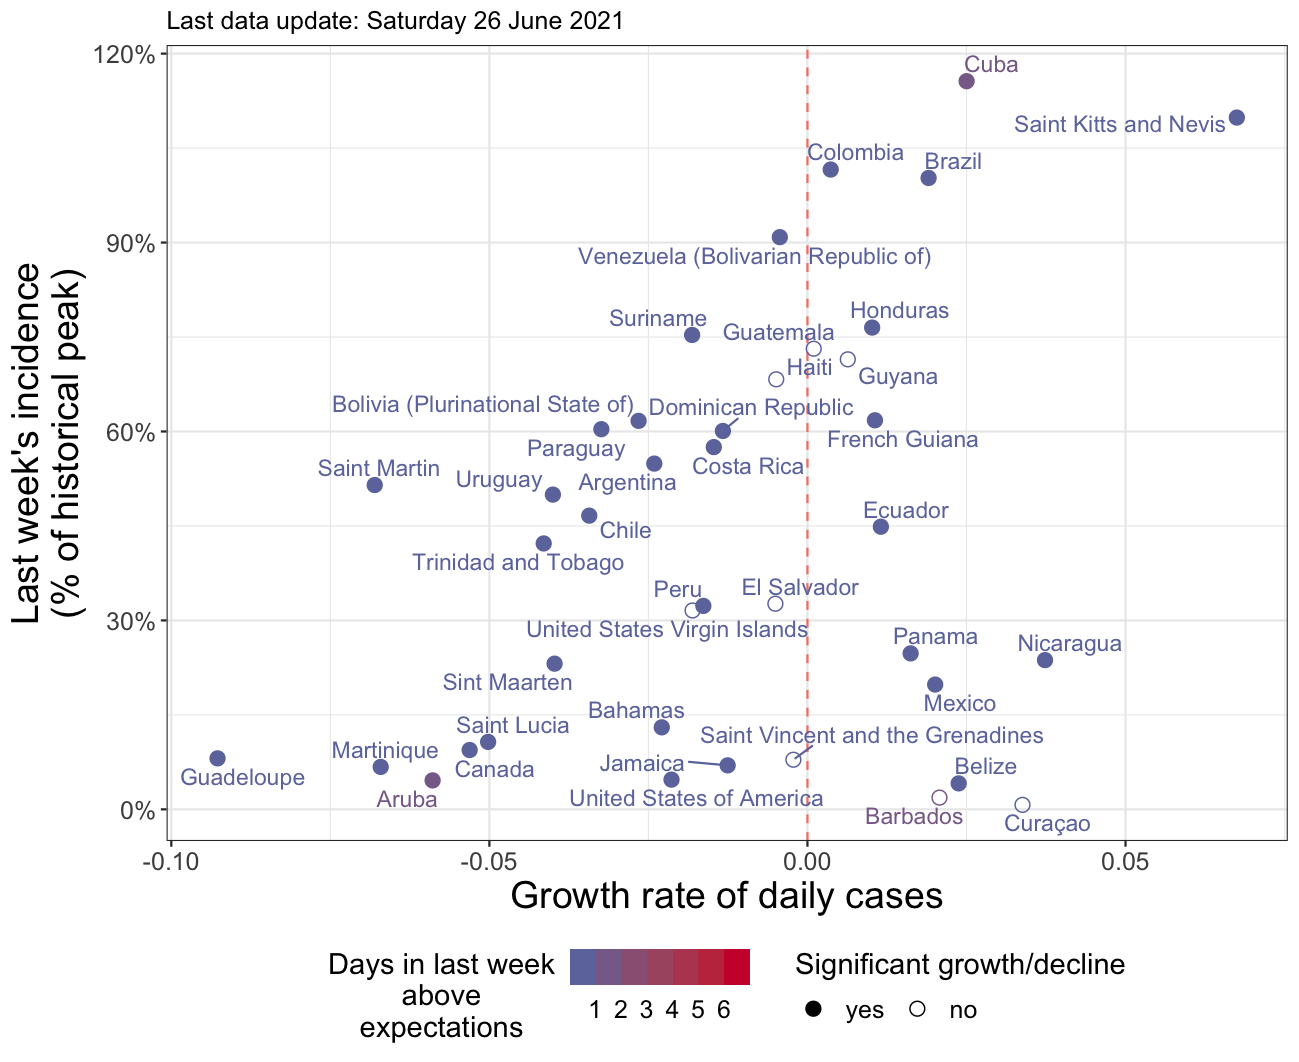 Last data update: Saturday 26 June 2021
120%
90%
60%
30%
0%
Last week's incidence
(% of historical peak)
Cuba
Saint Kitts and Nevis
Colombia
Brazil
Venezuela (Bolivarian Republic of)
Honduras
Suriname
Guatemala
Haiti
Guyana
Bolivia (Plurinational State of)
Dominican Republic
French Guiana
Paraguay
Costa Rica
Saint Martin
Uruguay
Argentina
Ecuador
Chile
Trinidad and Tobago
Peru
El Salvador
United States Virgin Islands
Panama
Nicaragua
Sint Maarten
Mexico
Bahamas
Saint Lucia
Saint Vincent and the Grenadines
Martinique
Jamaica
Canada
Belize
Guadeloupe
Aruba
United States of America
Barbados
Curaçao
-0.10
-0.05
0.00
0.05
Growth rate of daily cases
Days in last week
above
expectations
1 2 3 4 5 6
Significant growth/decline
yes
no